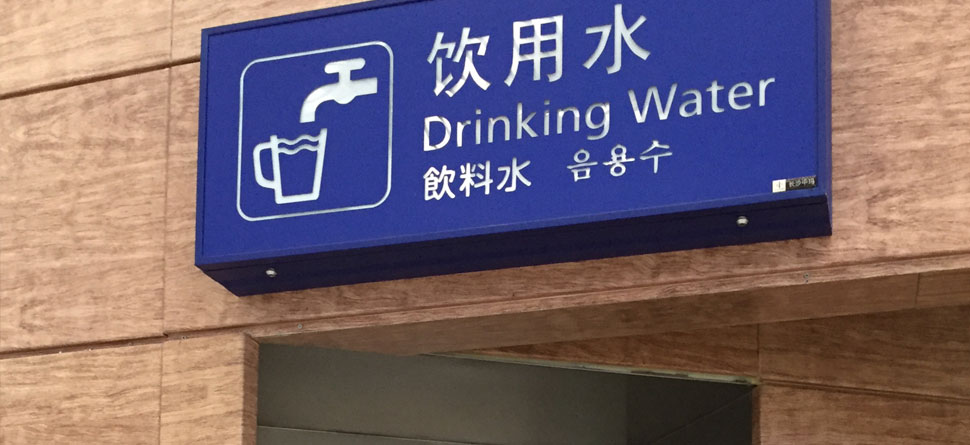 饮用水
Drinking Water
飲料水 음용수